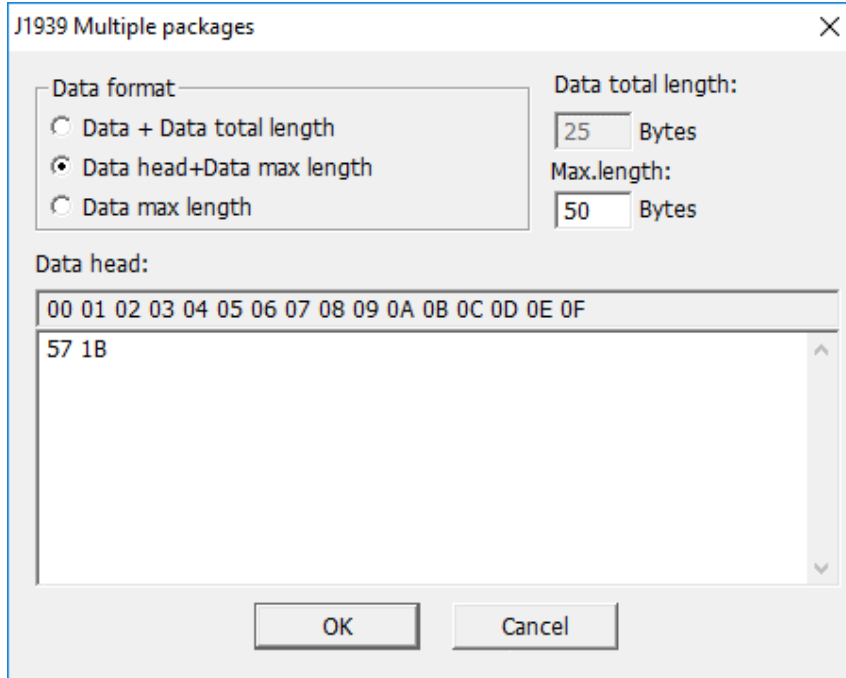 J1939 Multiple packages
Data format
Data + Data total length
Data head+Data max length
Data max length
Data total length:
25 Bytes
Max.length:
50 Bytes
Data head:
00 01 02 03 04 05 06 07 08 09 0A 0B 0C 0D 0E 0F
57 1B
OK Cancel